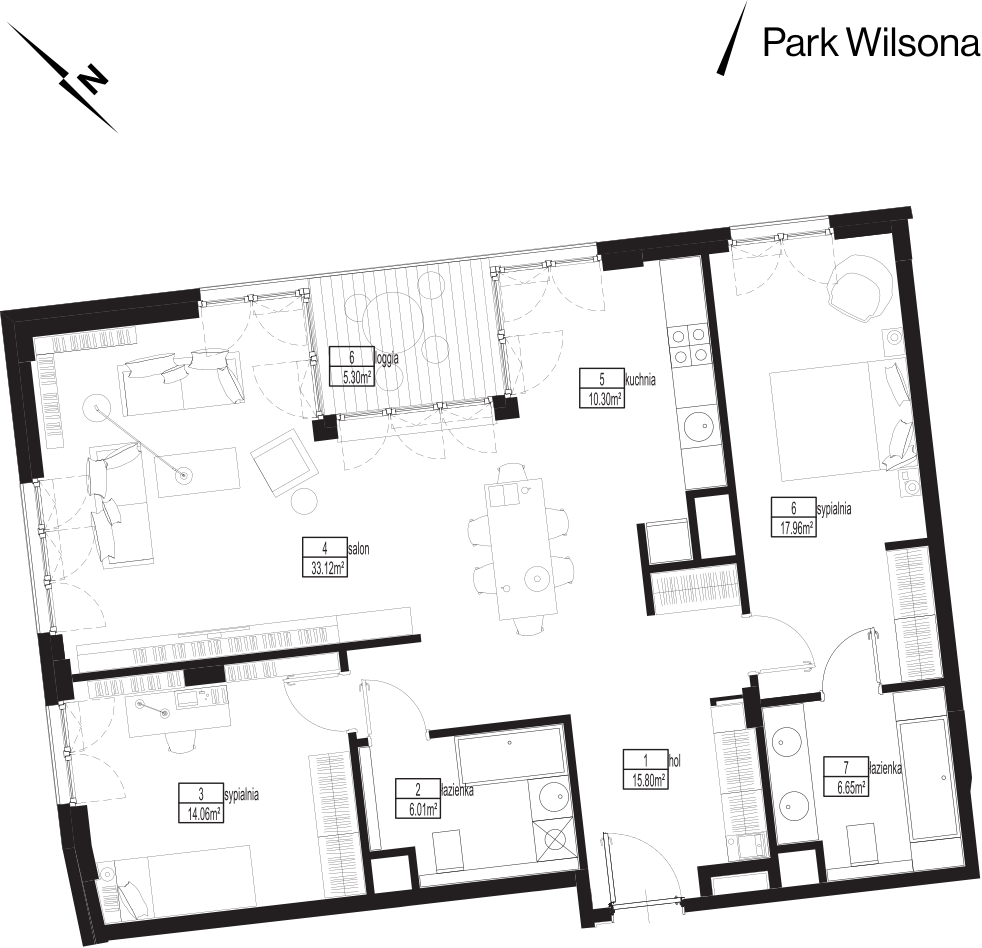 N
Park Wilsona
6 loggia
5.30m²
5 kuchnia
10.30m²
6 sypialnia
17.96m²
4 salon
33.12m²
1 hol
15.80m²
7 łazienka
6.65m²
3 sypialnia
14.06m²
2 łazienka
6.01m²